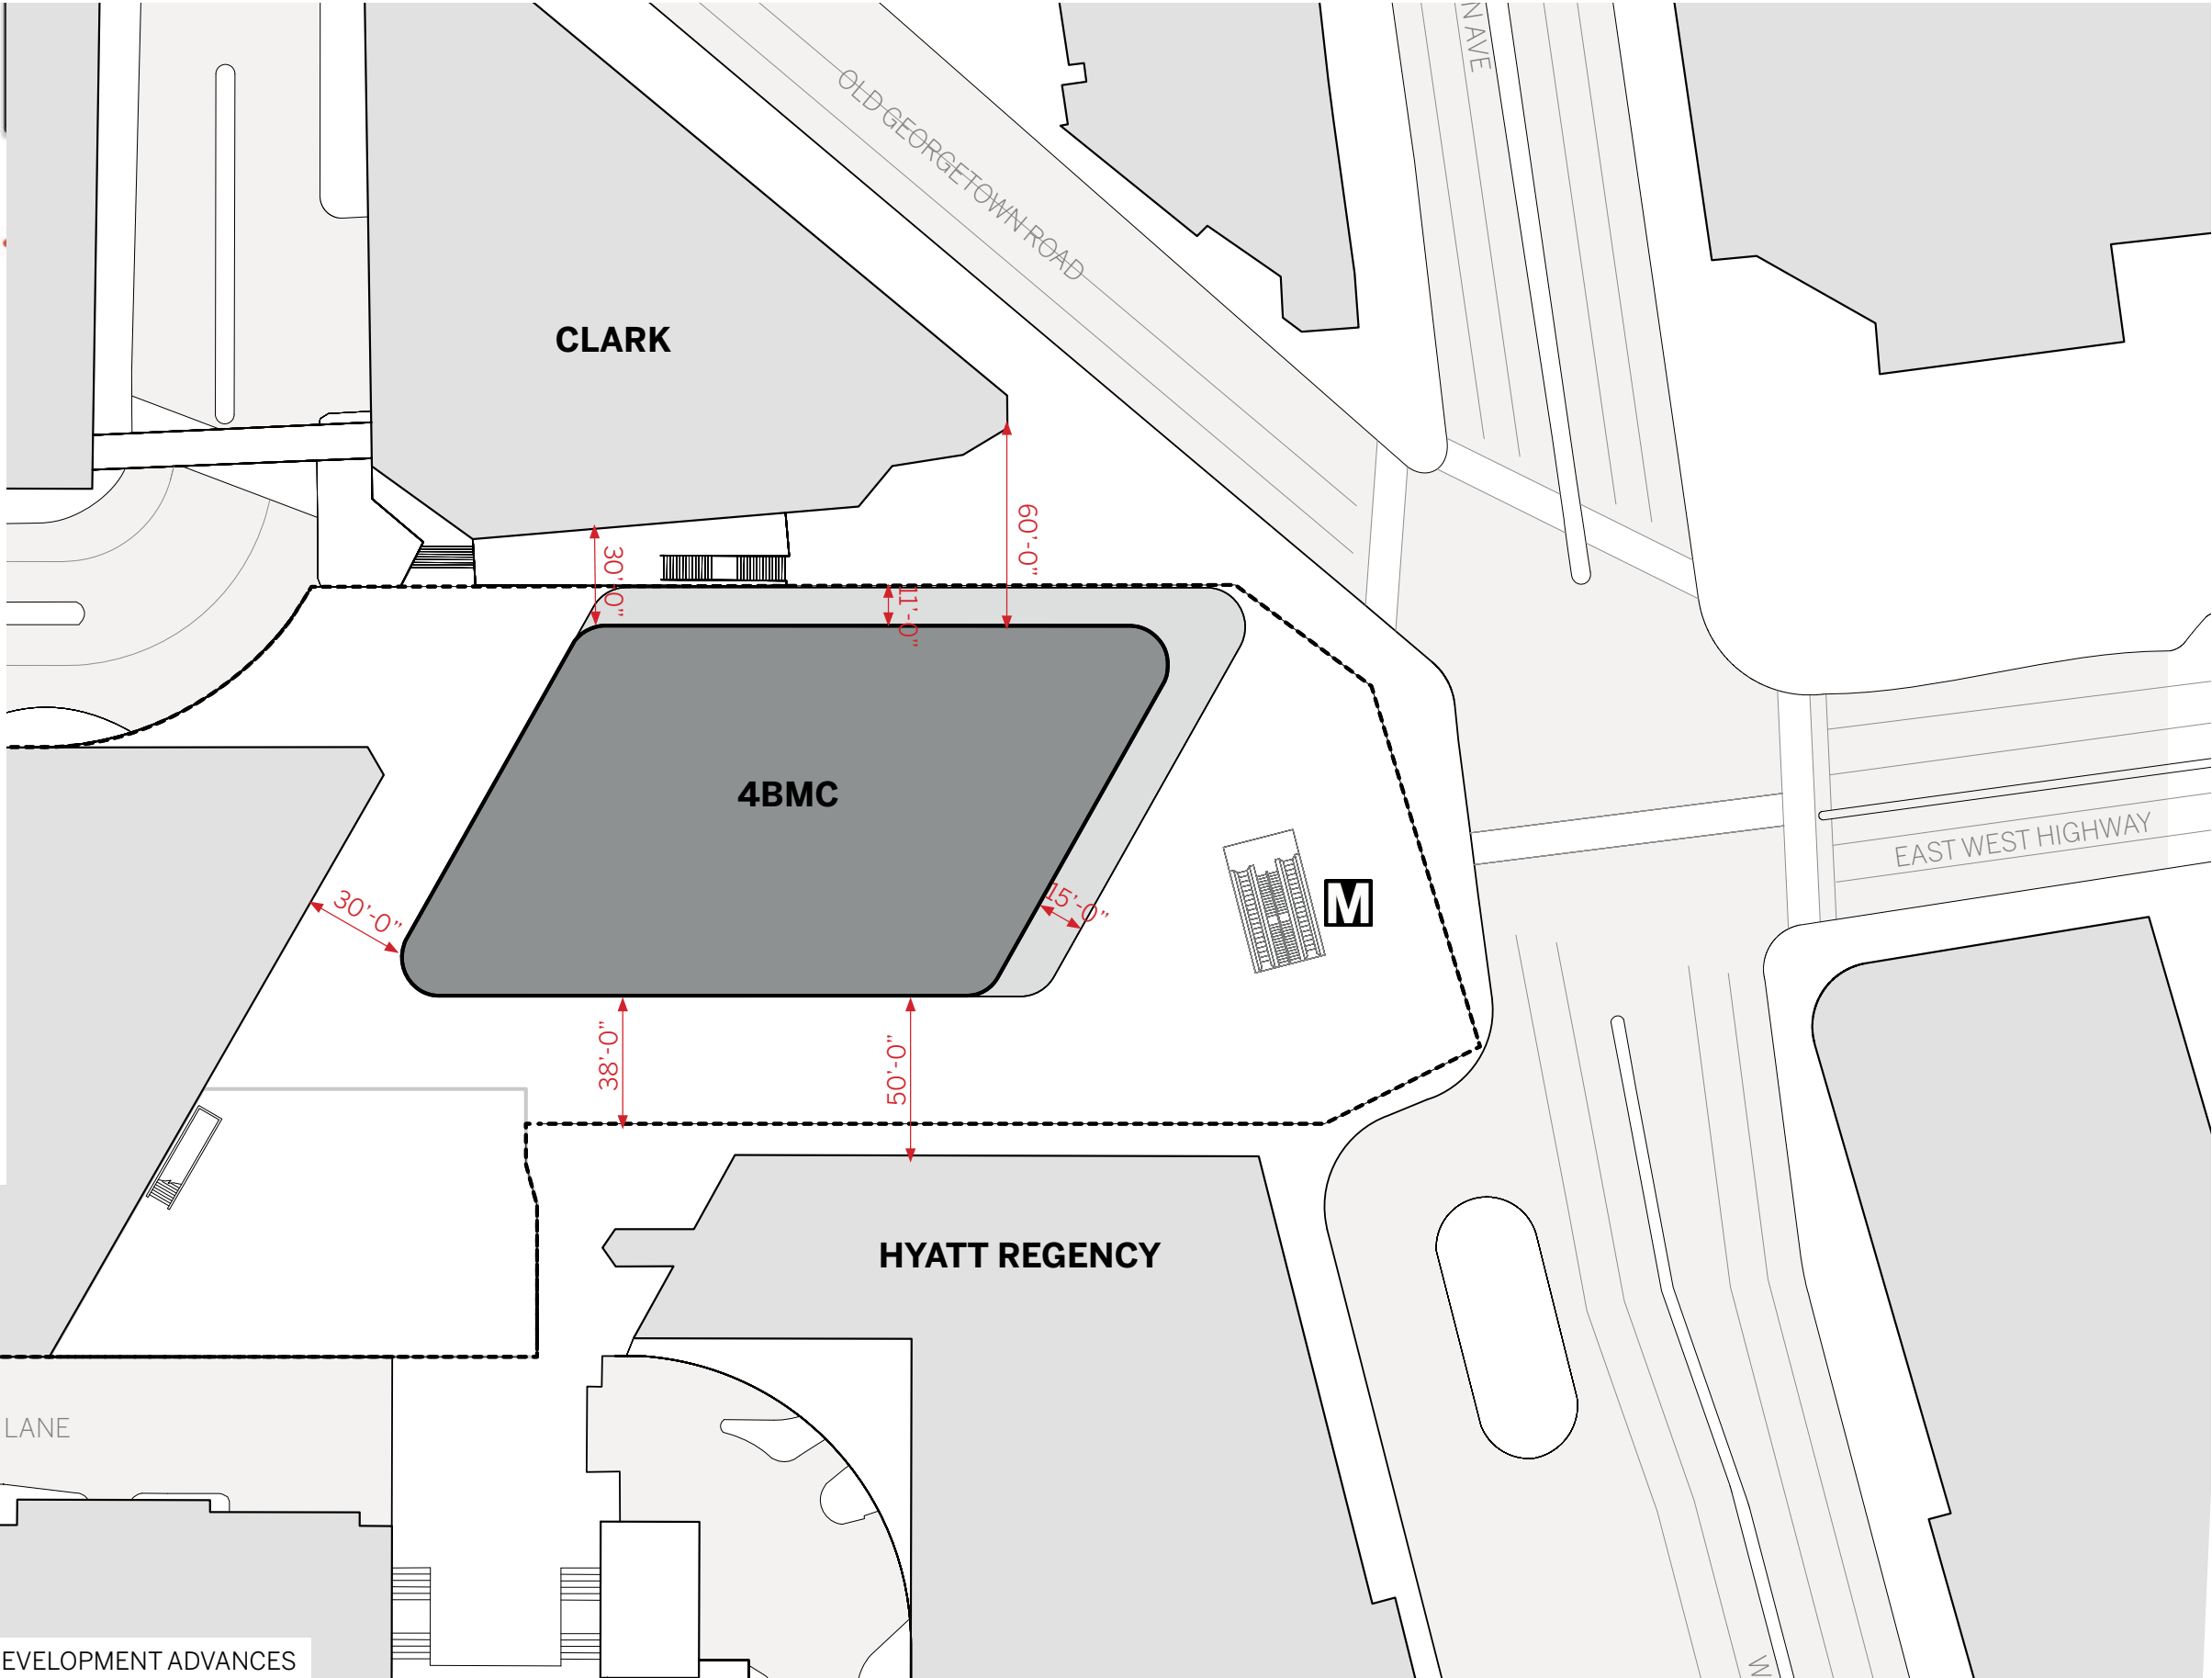 N AVE
OLD GEORGETOWN ROAD
CLARK
60'-0"
30'-0"
11'-0"
4BMC
EAST WEST HIGHWAY
30'-0"
15'-0"
M
38'-0"
50'-0"
HYATT REGENCY
LANE
EVELOPMENT ADVANCES
W